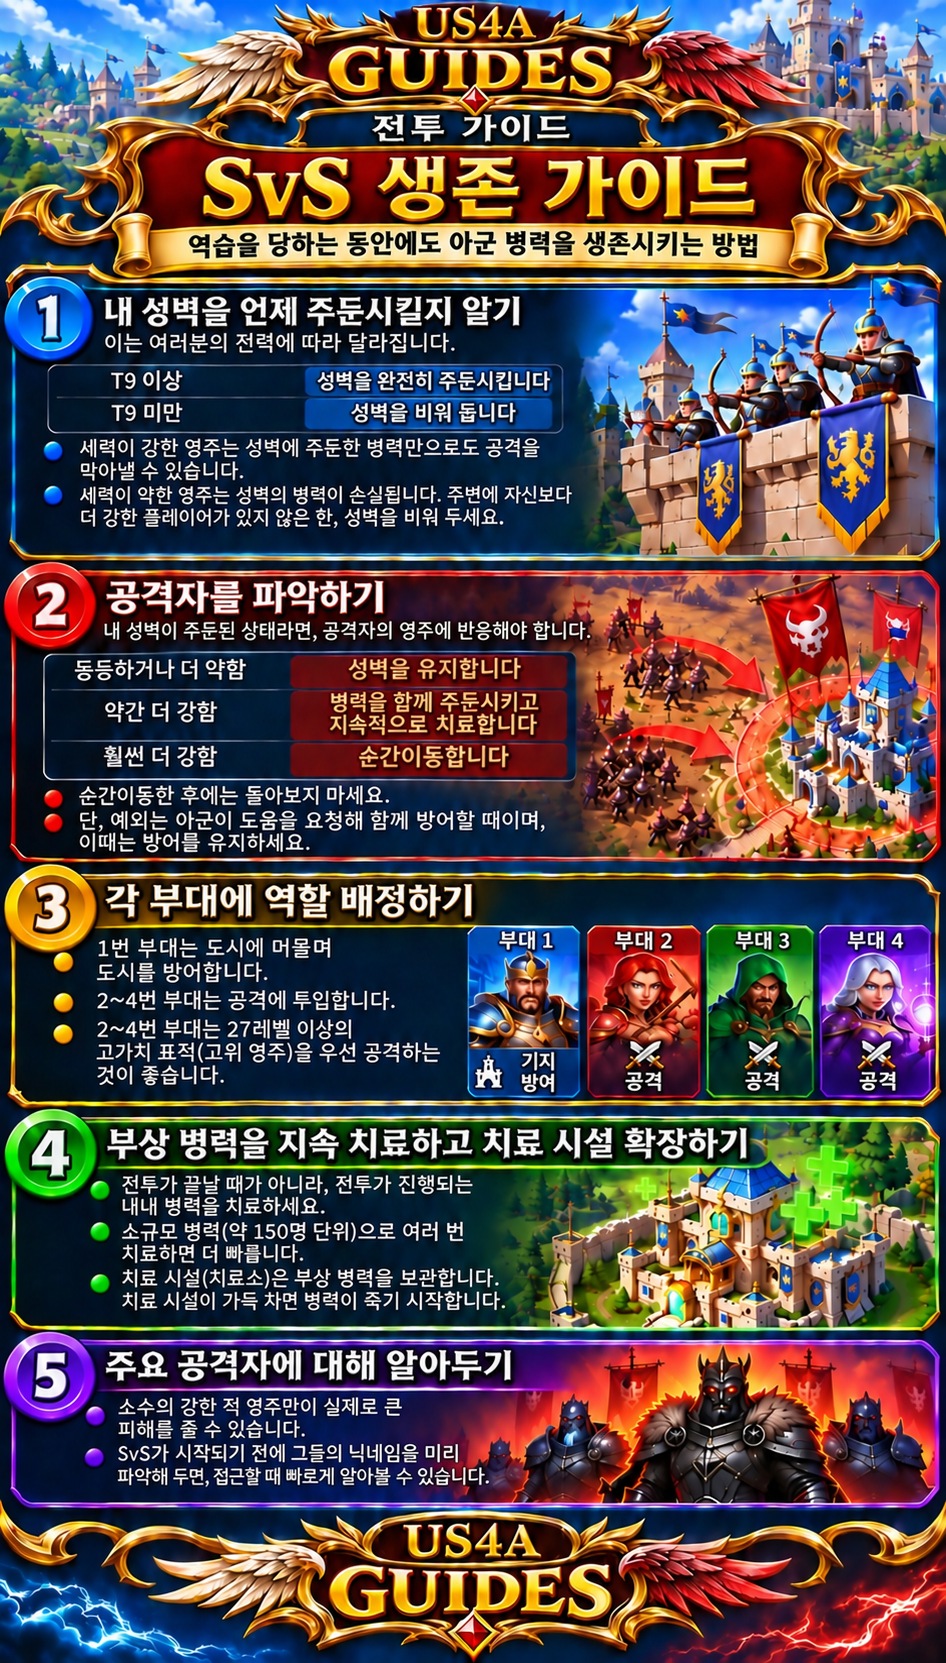 US4A
GUIDES
전투 가이드
SvS 생존 가이드
역습을 당하는 동안에도 아군 병력을 생존시키는 방법
1 내 성벽을 언제 주둔시킬지 알기
이는 여러분의 전력에 따라 달라집니다.
T9 이상 성벽을 완전히 주둔시킵니다
T9 미만 성벽을 비워 둡니다
세력이 강한 영주는 성벽에 주둔한 병력만으로도 공격을
막아낼 수 있습니다.
세력이 약한 영주는 성벽의 병력이 손실됩니다. 주변에 자신보다
더 강한 플레이어가 있지 않은 한, 성벽을 비워 두세요.
2 공격자를 파악하기
내 성벽이 주둔된 상태라면, 공격자의 영주에 반응해야 합니다.
동등하거나 더 약함 성벽을 유지합니다
약간 더 강함 병력을 함께 주둔시키고
지속적으로 치료합니다
훨씬 더 강함 순간이동합니다
순간이동한 후에는 돌아보지 마세요.
단, 예외는 아군이 도움을 요청해 함께 방어할 때이며,
이때는 방어를 유지하세요.
3 각 부대에 역할 배정하기
1번 부대는 도시에 머물며
도시를 방어합니다.
2~4번 부대는 공격에 투입합니다.
2~4번 부대는 27레벨 이상의
고가치 표적(고위 영주)을 우선 공격하는
것이 좋습니다.
부대 1 부대 2 부대 3 부대 4
기지
방여 공격 공격 공격
4 부상 병력을 지속 치료하고 치료 시설 확장하기
전투가 끝날 때가 아니라, 전투가 진행되는
내내 병력을 치료하세요.
소규모 병력(약 150명 단위)으로 여러 번
치료하면 더 빠릅니다.
치료 시설(치료소)은 부상 병력을 보관합니다.
치료 시설이 가득 차면 병력이 죽기 시작합니다.
5 주요 공격자에 대해 알아두기
소수의 강한 적 영주만이 실제로 큰
피해를 줄 수 있습니다.
SvS가 시작되기 전에 그들의 닉네임을 미리
파악해 두면, 접근할 때 빠르게 알아볼 수 있습니다.
US4A
GUIDES